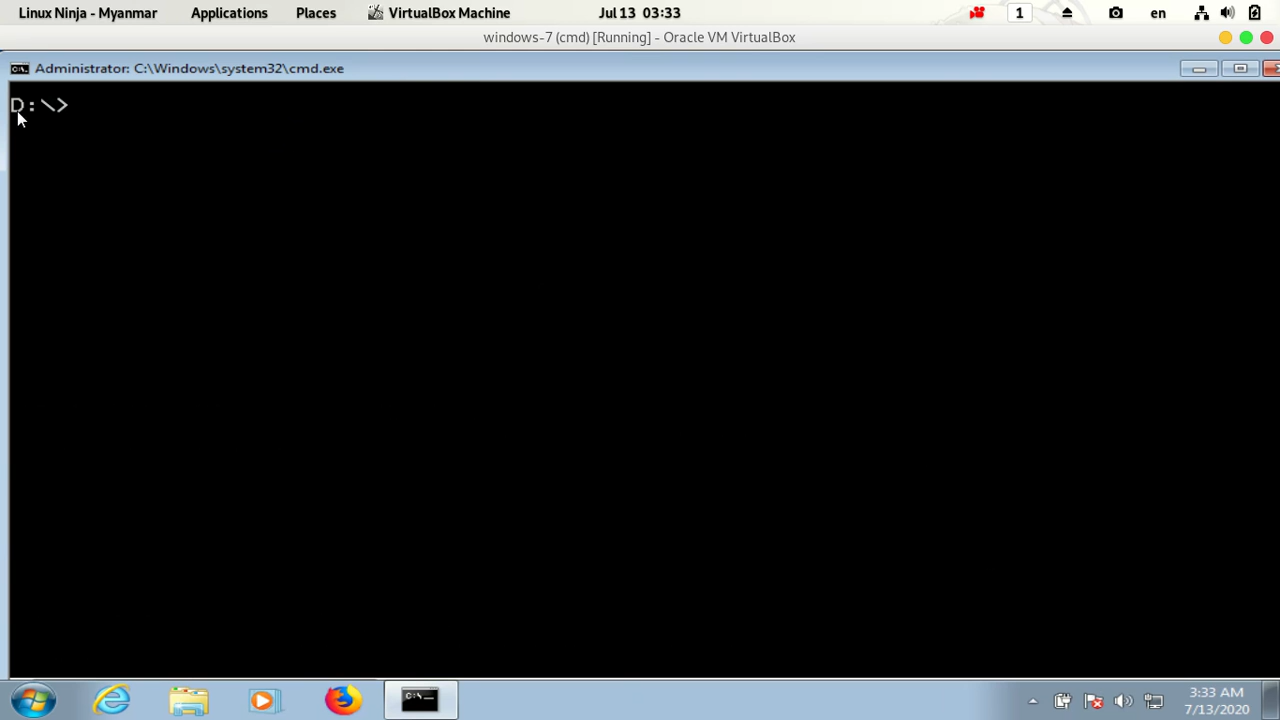 Linux Ninja - Myanmar Applications Places VirtualBox Machine Jul 13 03:33 1 en
windows-7 (cmd) [Running] - Oracle VM VirtualBox
Administrator: C:\Windows\system32\cmd.exe
D:\>
3:33 AM
7/13/2020